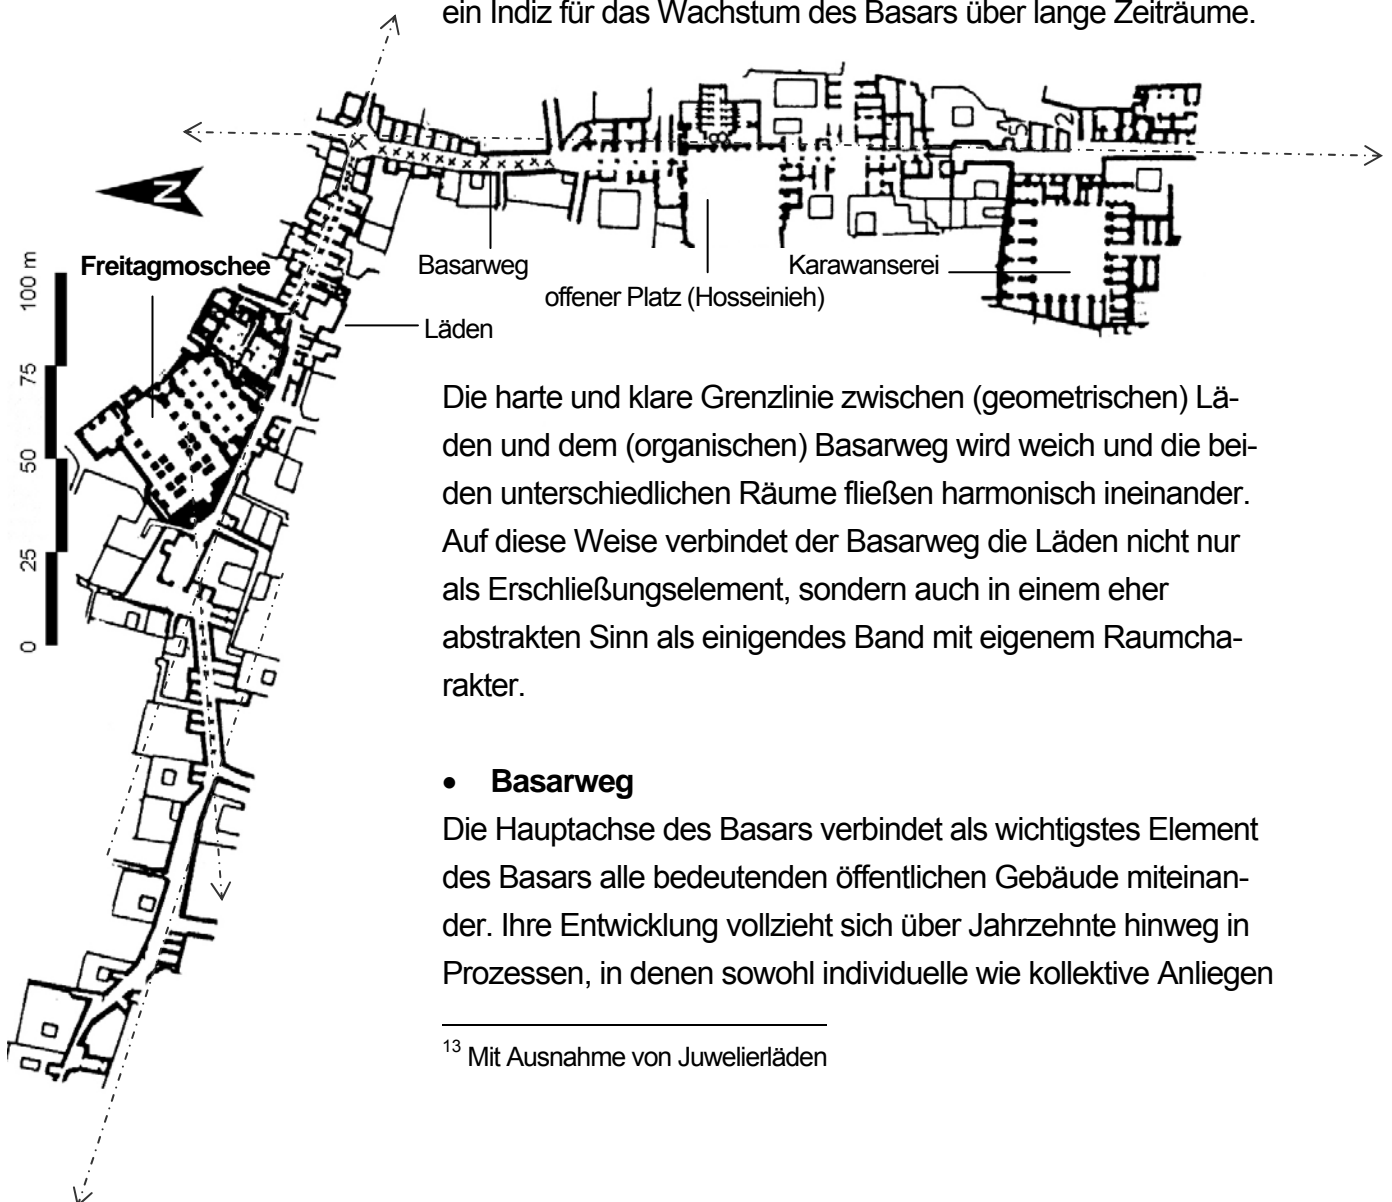 ein Indiz für das Wachstum des Basars über lange Zeiträume.
N
5
2
100 m
75
50
25
0
Freitagmoschee
Basarweg
Karawanserei
offener Platz (Hosseinieh)
Läden
Die harte und klare Grenzlinie zwischen (geometrischen) Lä-
den und dem (organischen) Basarweg wird weich und die bei-
den unterschiedlichen Räume fließen harmonisch ineinander.
Auf diese Weise verbindet der Basarweg die Läden nicht nur
als Erschließungselement, sondern auch in einem eher
abstrakten Sinn als einigendes Band mit eigenem Raumcha-
rakter.
• Basarweg
Die Hauptachse des Basars verbindet als wichtigstes Element
des Basars alle bedeutenden öffentlichen Gebäude miteinan-
der. Ihre Entwicklung vollzieht sich über Jahrzehnte hinweg in
Prozessen, in denen sowohl individuelle wie kollektive Anliegen
13 Mit Ausnahme von Juwelierläden